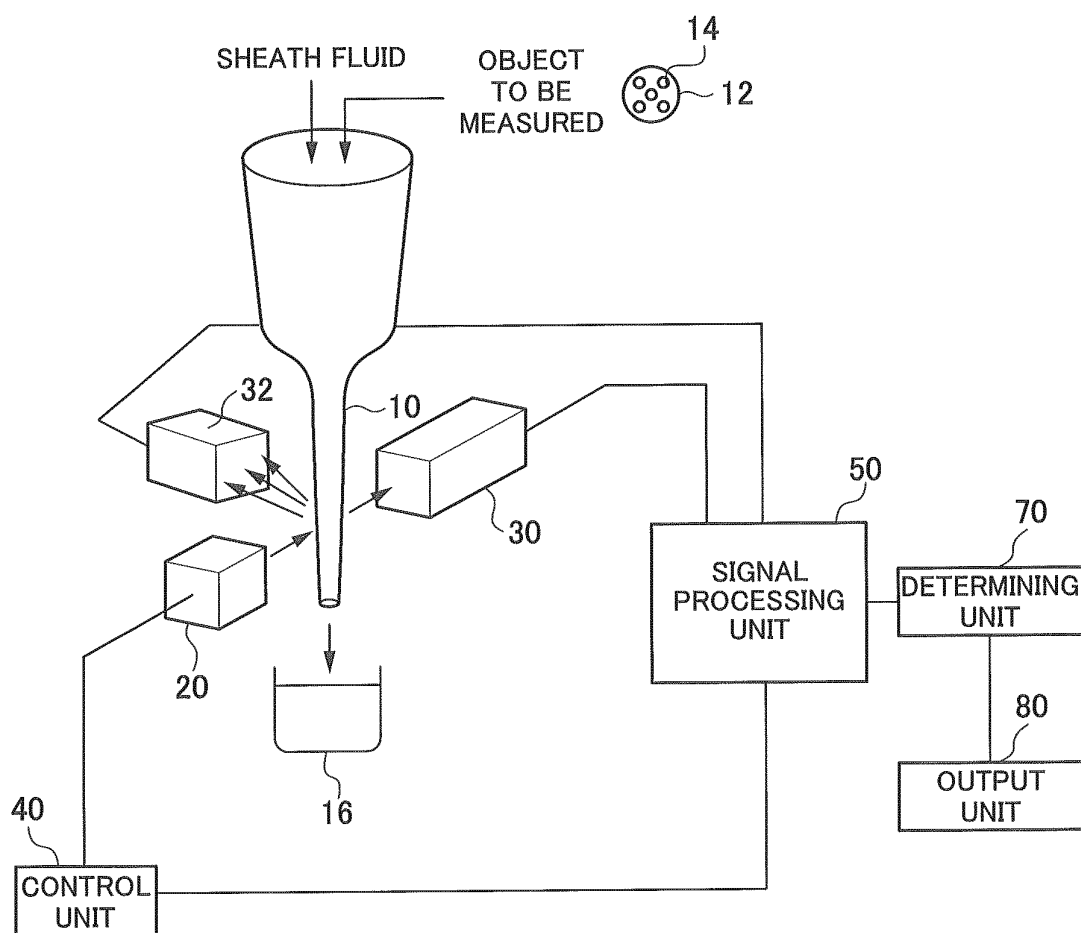 14
SHEATH FLUID
OBJECT
TO BE
MEASURED
12
32
10
50
30
70
SIGNAL
PROCESSING
UNIT
DETERMINING
UNIT
20
80
16
OUTPUT
UNIT
40
CONTROL
UNIT